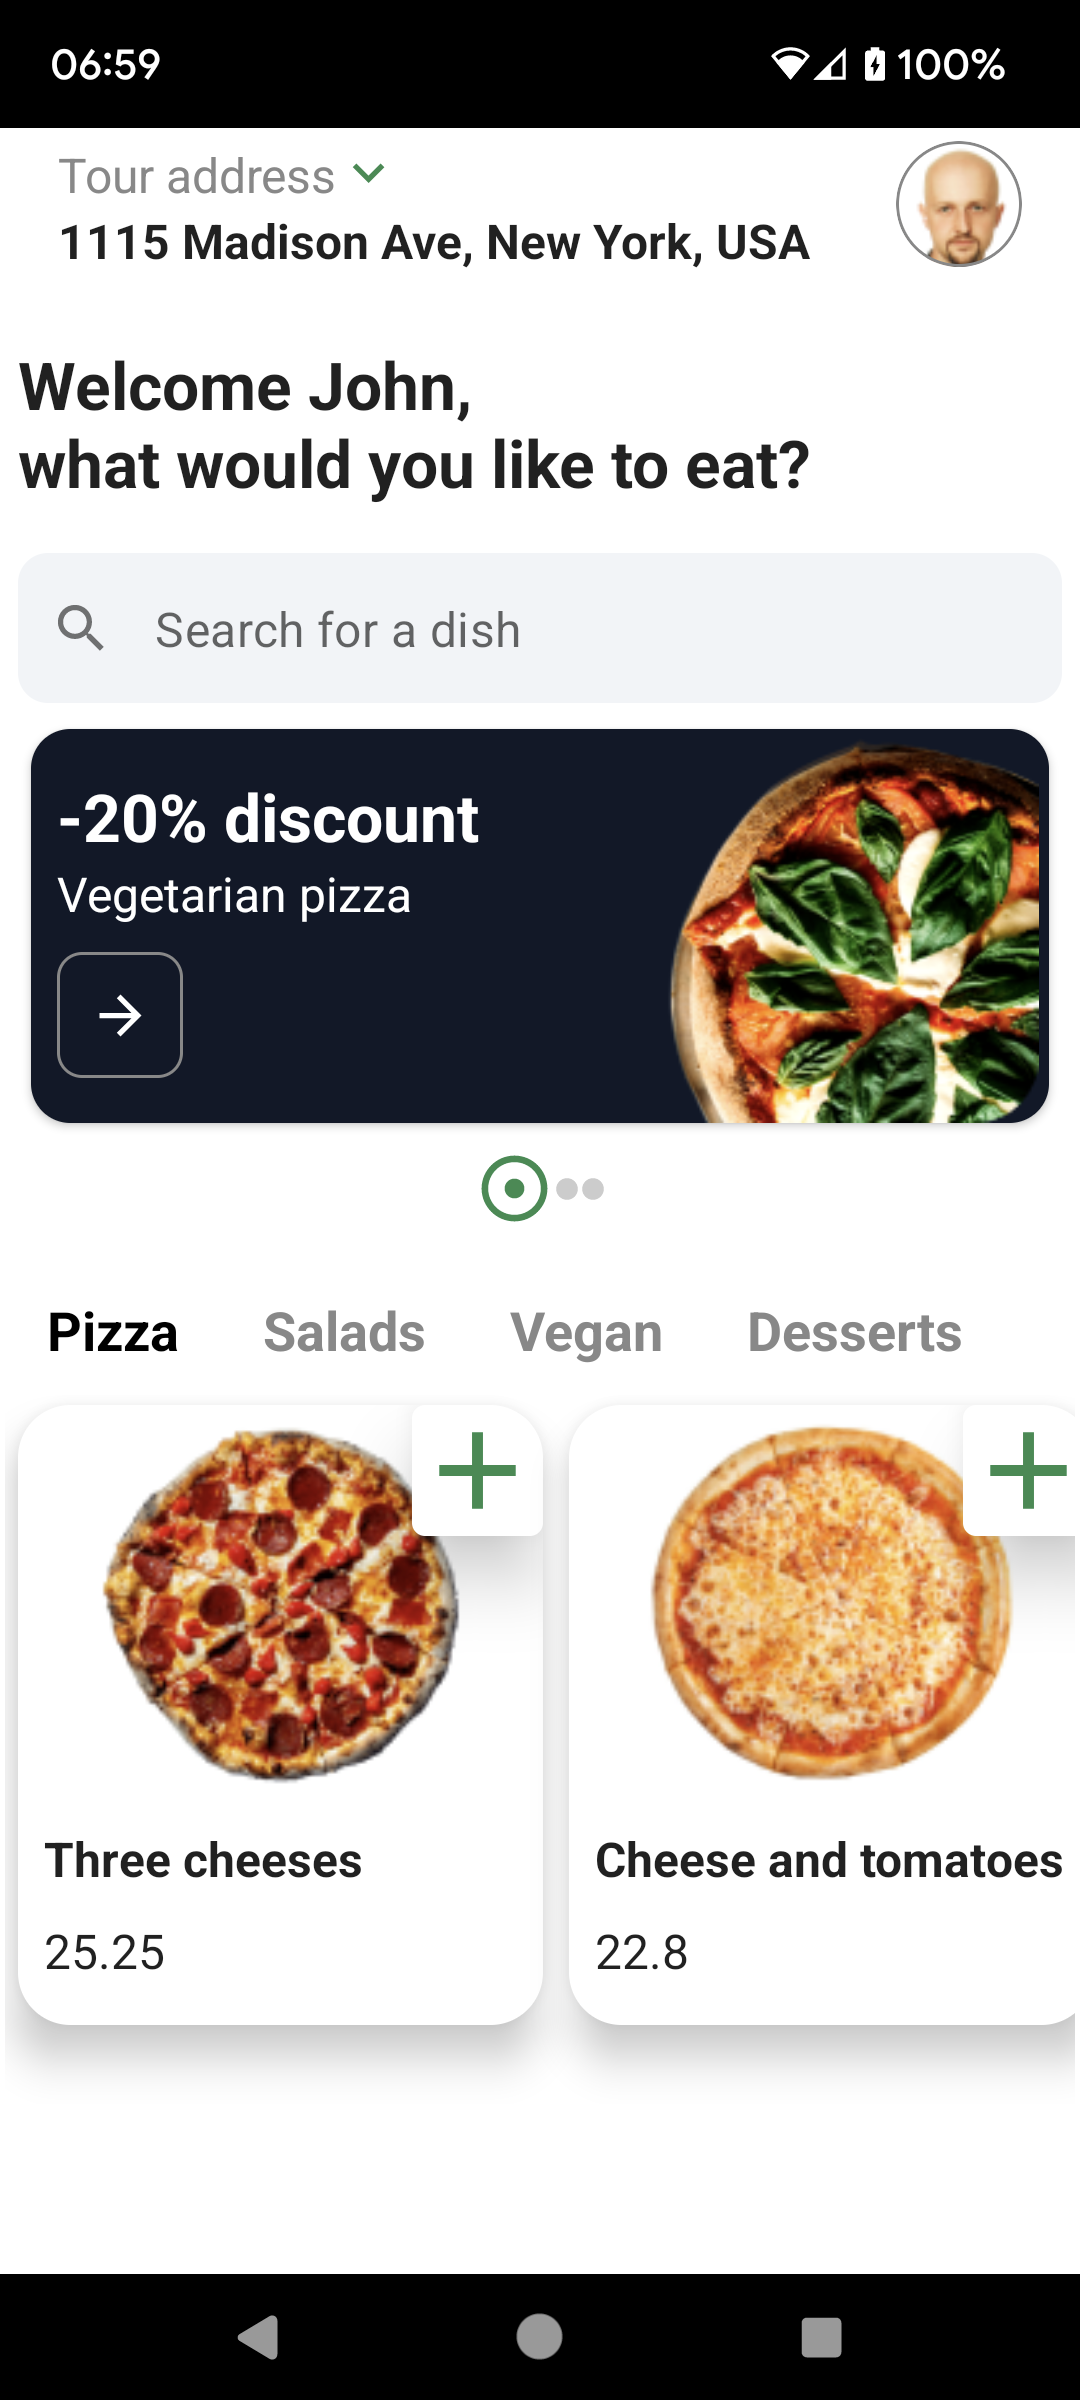 06:59
100%
Tour address
1115 Madison Ave, New York, USA
Welcome John,
what would you like to eat?
Search for a dish
-20% discount
Vegetarian pizza
Pizza
Salads
Vegan
Desserts
Three cheeses
25.25
Cheese and tomatoes
22.8